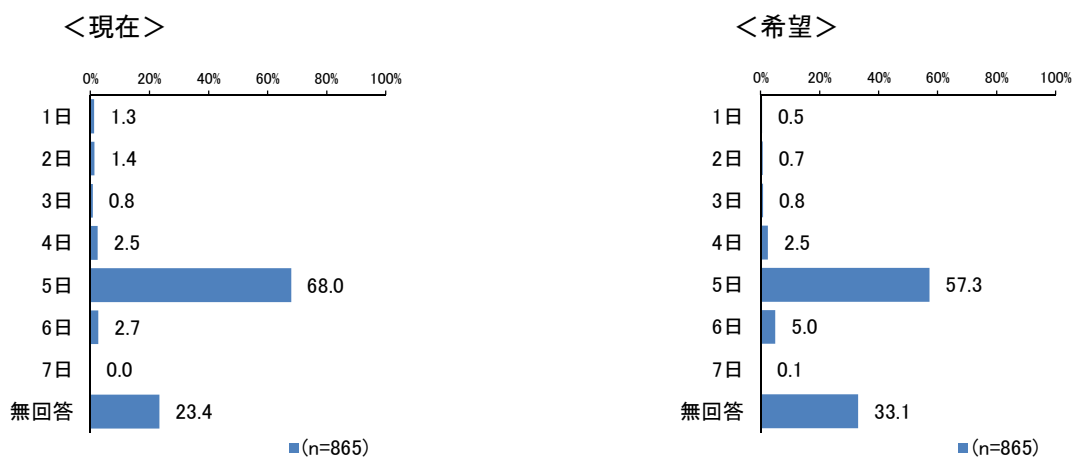 ＜現在＞
0% 20% 40% 60% 80% 100%
1日 1.3
2日 1.4
3日 0.8
4日 2.5
5日 68.0
6日 2.7
7日 0.0
無回答 23.4
(n=865)
＜希望＞
0% 20% 40% 60% 80% 100%
1日 0.5
2日 0.7
3日 0.8
4日 2.5
5日 57.3
6日 5.0
7日 0.1
無回答 33.1
(n=865)